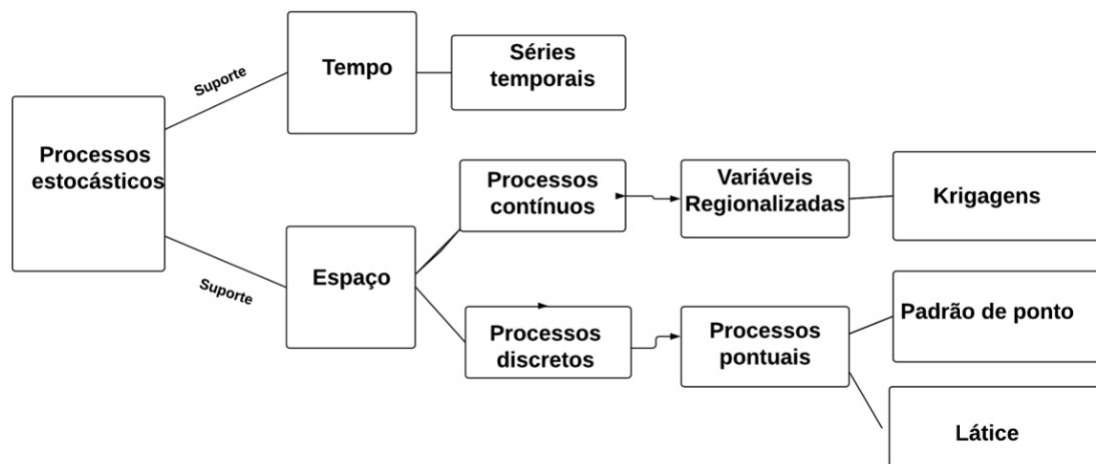 Processos
estocásticos
Suporte
Tempo
Séries
temporais
Suporte
Espaço
Processos
contínuos
Variáveis
Regionalizadas
Krigagens
Processos
discretos
Processos
pontuais
Padrão de ponto
Látice